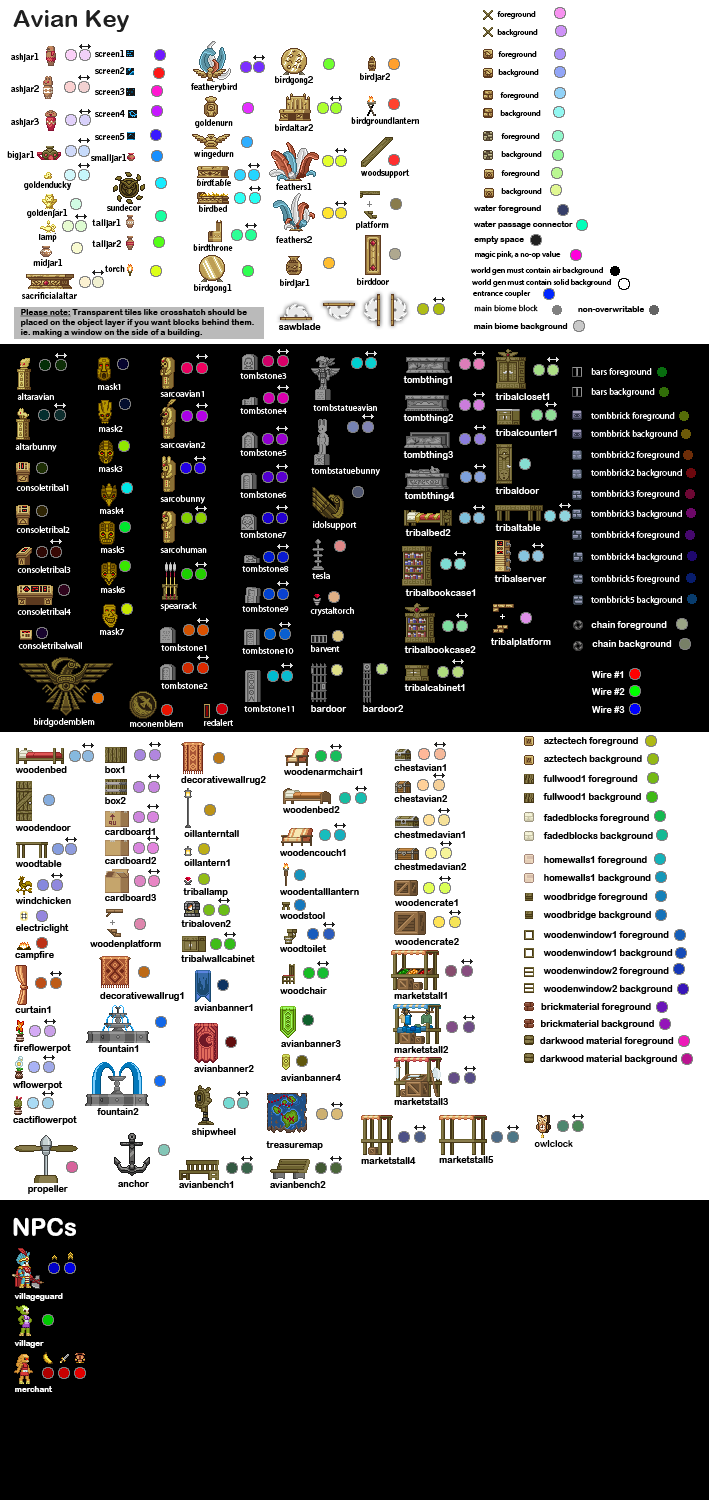 Avian Key
ashjar1
ashjar2
ashjar3
bigjar1
goldenducky
goldenjar1
lamp
midjar1
sacrificialaltar
screen1
screen2
screen3
screen4
screen5
smalljar1
sundecor
talljar1
talljar2
torch
featherybird
goldenurn
wingedurn
birdtable
birdbed
birdthrone
birdgong1
birdgong2
birdaltar2
feathers1
feathers2
birdjar1
birdjar2
birdgroundlantern
woodsupport
platform
birddoor
sawblade
Please note: Transparent tiles like crosshatch should be
placed on the object layer if you want blocks behind them.
ie. making a window on the side of a building.
foreground
background
foreground
background
foreground
background
foreground
background
foreground
background
water foreground
water passage connector
empty space
magic pink, a no-op value
world gen must contain air background
world gen must contain solid background
entrance coupler
main biome block
non-overwritable
main biome background
altaravian
altarbunny
consoletribal1
consoletribal2
consoletribal3
consoletribal4
consoletribalwall
birdgodemblem
mask1
mask2
mask3
mask4
mask5
mask6
mask7
moonemblem
sarcoavian1
sarcoavian2
sarcobunny
sarcohuman
spearrack
tombstone1
tombstone2
redalert
tombstone3
tombstone4
tombstone5
tombstone6
tombstone7
tombstone8
tombstone9
tombstone10
tombstone11
tombstatueavian
tombstatuebunny
idolsupport
tesla
crystaltorch
barvent
bardoor
bardoor2
tombthing1
tombthing2
tombthing3
tombthing4
tribalbed2
tribalbookcase1
tribalbookcase2
tribalcabinet1
tribalcloset1
tribalcounter1
tribaldoor
tribaltable
tribalserver
tribalplatform
bars foreground
bars background
tombbrick foreground
tombbrick background
tombbrick2 foreground
tombbrick2 background
tombbrick3 foreground
tombbrick3 background
tombbrick4 foreground
tombbrick4 background
tombbrick5 foreground
tombbrick5 background
chain foreground
chain background
Wire #1
Wire #2
Wire #3
woodenbed
woodendoor
woodtable
windchicken
electriclight
campfire
curtain1
fireflowerpot
wflowerpot
cactiflowerpot
propeller
box1
box2
cardboard1
cardboard2
cardboard3
woodenplatform
decorativewallrug1
fountain1
fountain2
anchor
decorativewallrug2
oillanterntall
oillantern1
triballamp
tribaloven2
tribalwallcabinet
avianbanner1
avianbanner2
shipwheel
avianbench1
woodenarmchair1
woodenbed2
woodencouch1
woodentalllantern
woodstool
woodtoilet
woodchair
avianbanner3
avianbanner4
treasuremap
avianbench2
chestavian1
chestavian2
chestmedavian1
chestmedavian2
woodencrate1
woodencrate2
marketstall1
marketstall2
marketstall3
marketstall4
marketstall5
owlclock
aztectech foreground
aztectech background
fullwood1 foreground
fullwood1 background
fadedblocks foreground
fadedblocks background
homewalls1 foreground
homewalls1 background
woodbridge foreground
woodbridge background
woodenwindow1 foreground
woodenwindow1 background
woodenwindow2 foreground
woodenwindow2 background
brickmaterial foreground
brickmaterial background
darkwood material foreground
darkwood material background
NPCs
villageguard
villager
merchant